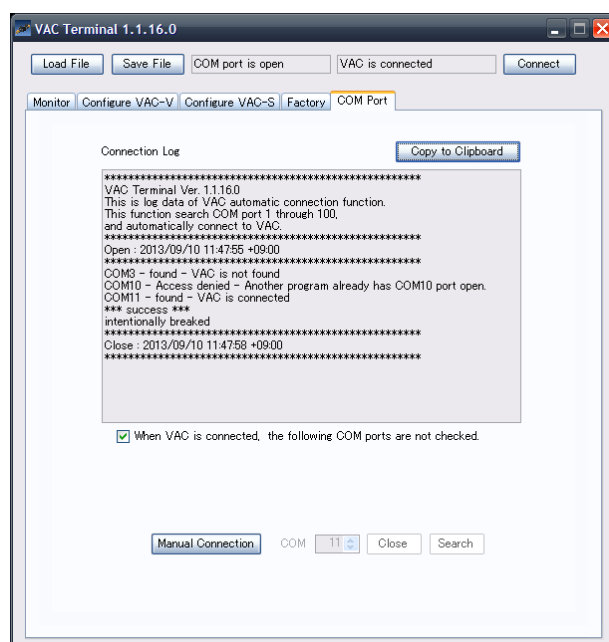 VAC Terminal 1.1.16.0
Load File Save File COM port is open VAC is connected Connect
Monitor Configure VAC-V Configure VAC-S Factory COM Port
Connection Log Copy to Clipboard
*******************************************************
VAC Terminal Ver. 1.1.16.0
This is log data of VAC automatic connection function.
This function search COM port 1 through 100,
and automatically connect to VAC.
*******************************************************
Open : 2013/09/10 11:47:55 +09:00
*******************************************************
COM3 - found - VAC is not found
COM10 - Access denied - Another program already has COM10 port open.
COM11 - found - VAC is connected
*** success ***
intentionally breaked
*******************************************************
Close : 2013/09/10 11:47:58 +09:00
*******************************************************
When VAC is connected, the following COM ports are not checked.
Manual Connection COM 11 Close Search